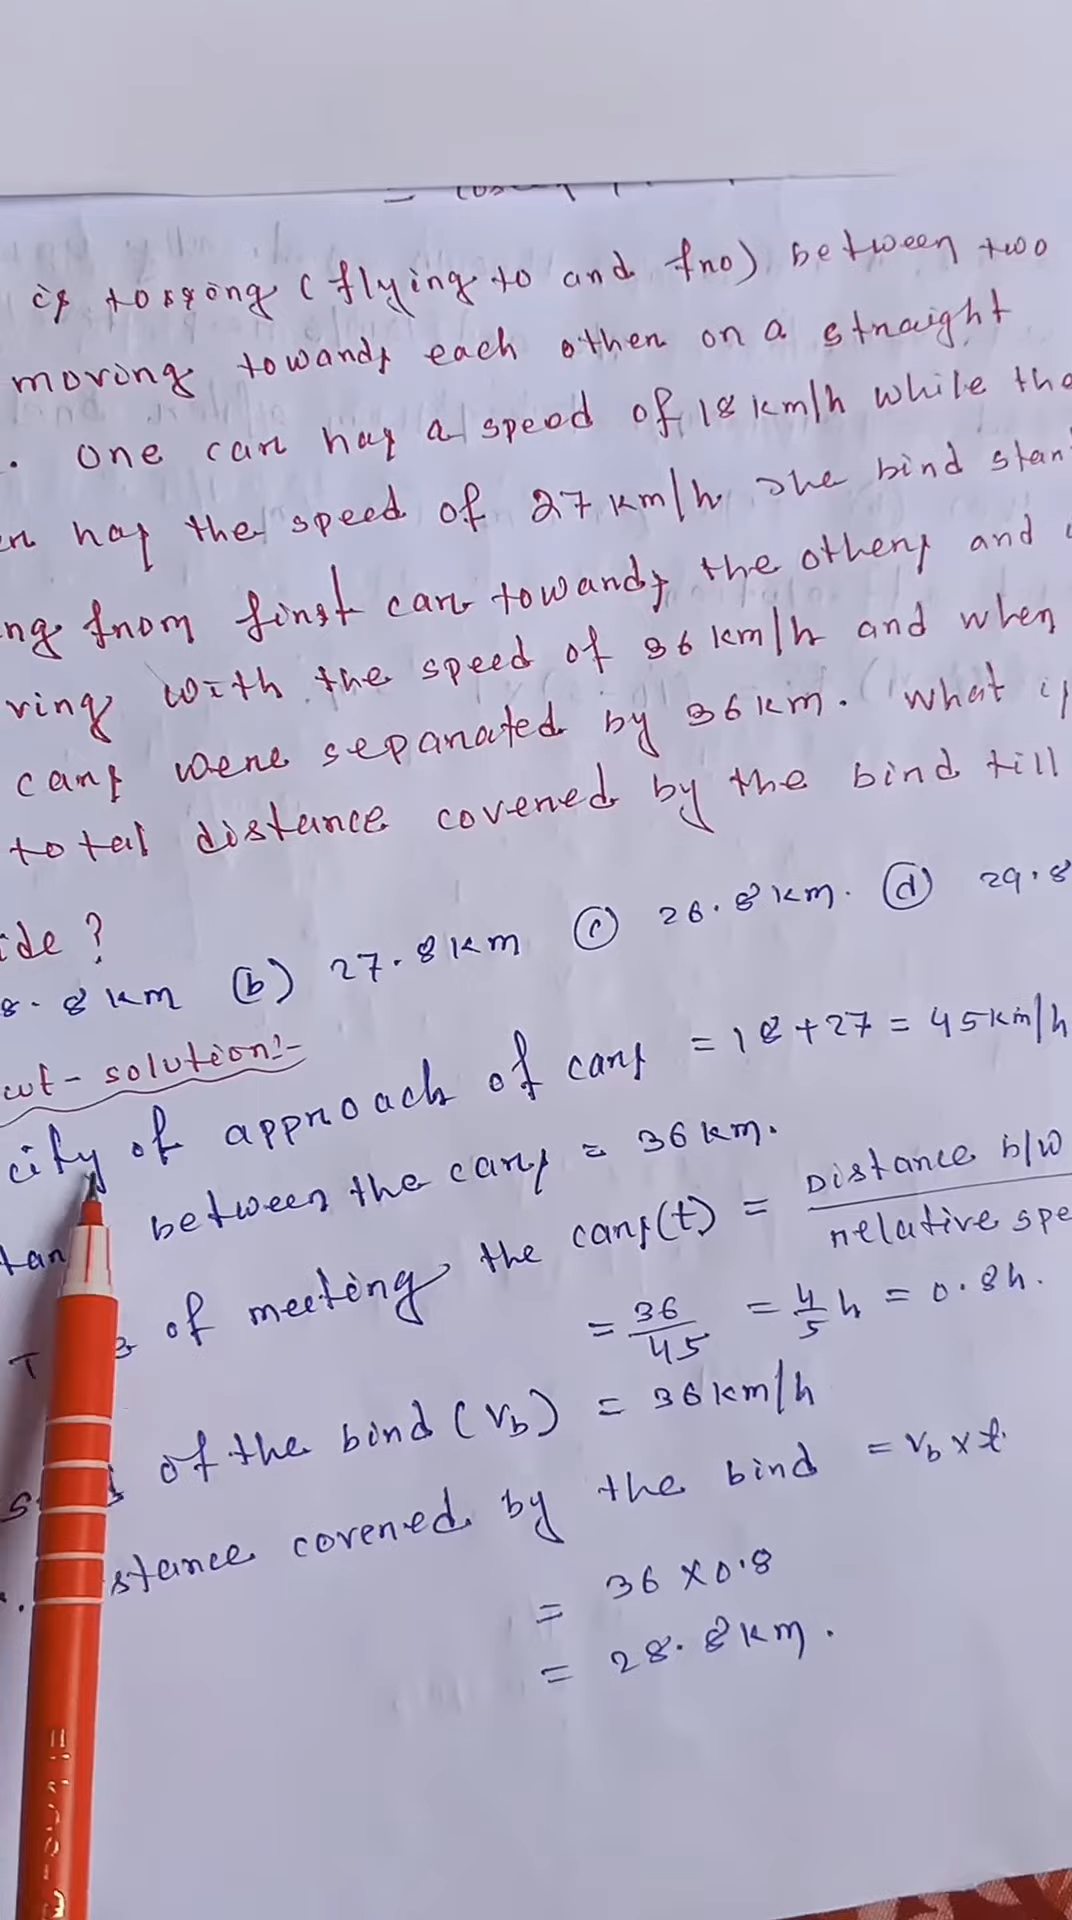 is tossing (flying to and fro) between two
moving towards each other on a straight
. One car has a speed of 18 km/h while the
has the speed of 27 km/h. The bird
from first car towards the other, and
with the speed of 36 km/h and when
cars were separated by 36 km. What is
total distance covered by the bird till
ide ?
8.8 km (b) 27.8 km (c) 26.8 km. (d) 29.8
- solution:-
city of approach of cars = 18 + 27 = 45 km/h
between the cars = 36 km.
of meeting the cars (t) = Distance b/w / relative spe
= 36/45 = 4/5 h = 0.8 h.
of the bird (Vb) = 36 km/h
stance covered by the bird = Vb x t
= 36 x 0.8
= 28.8 km.